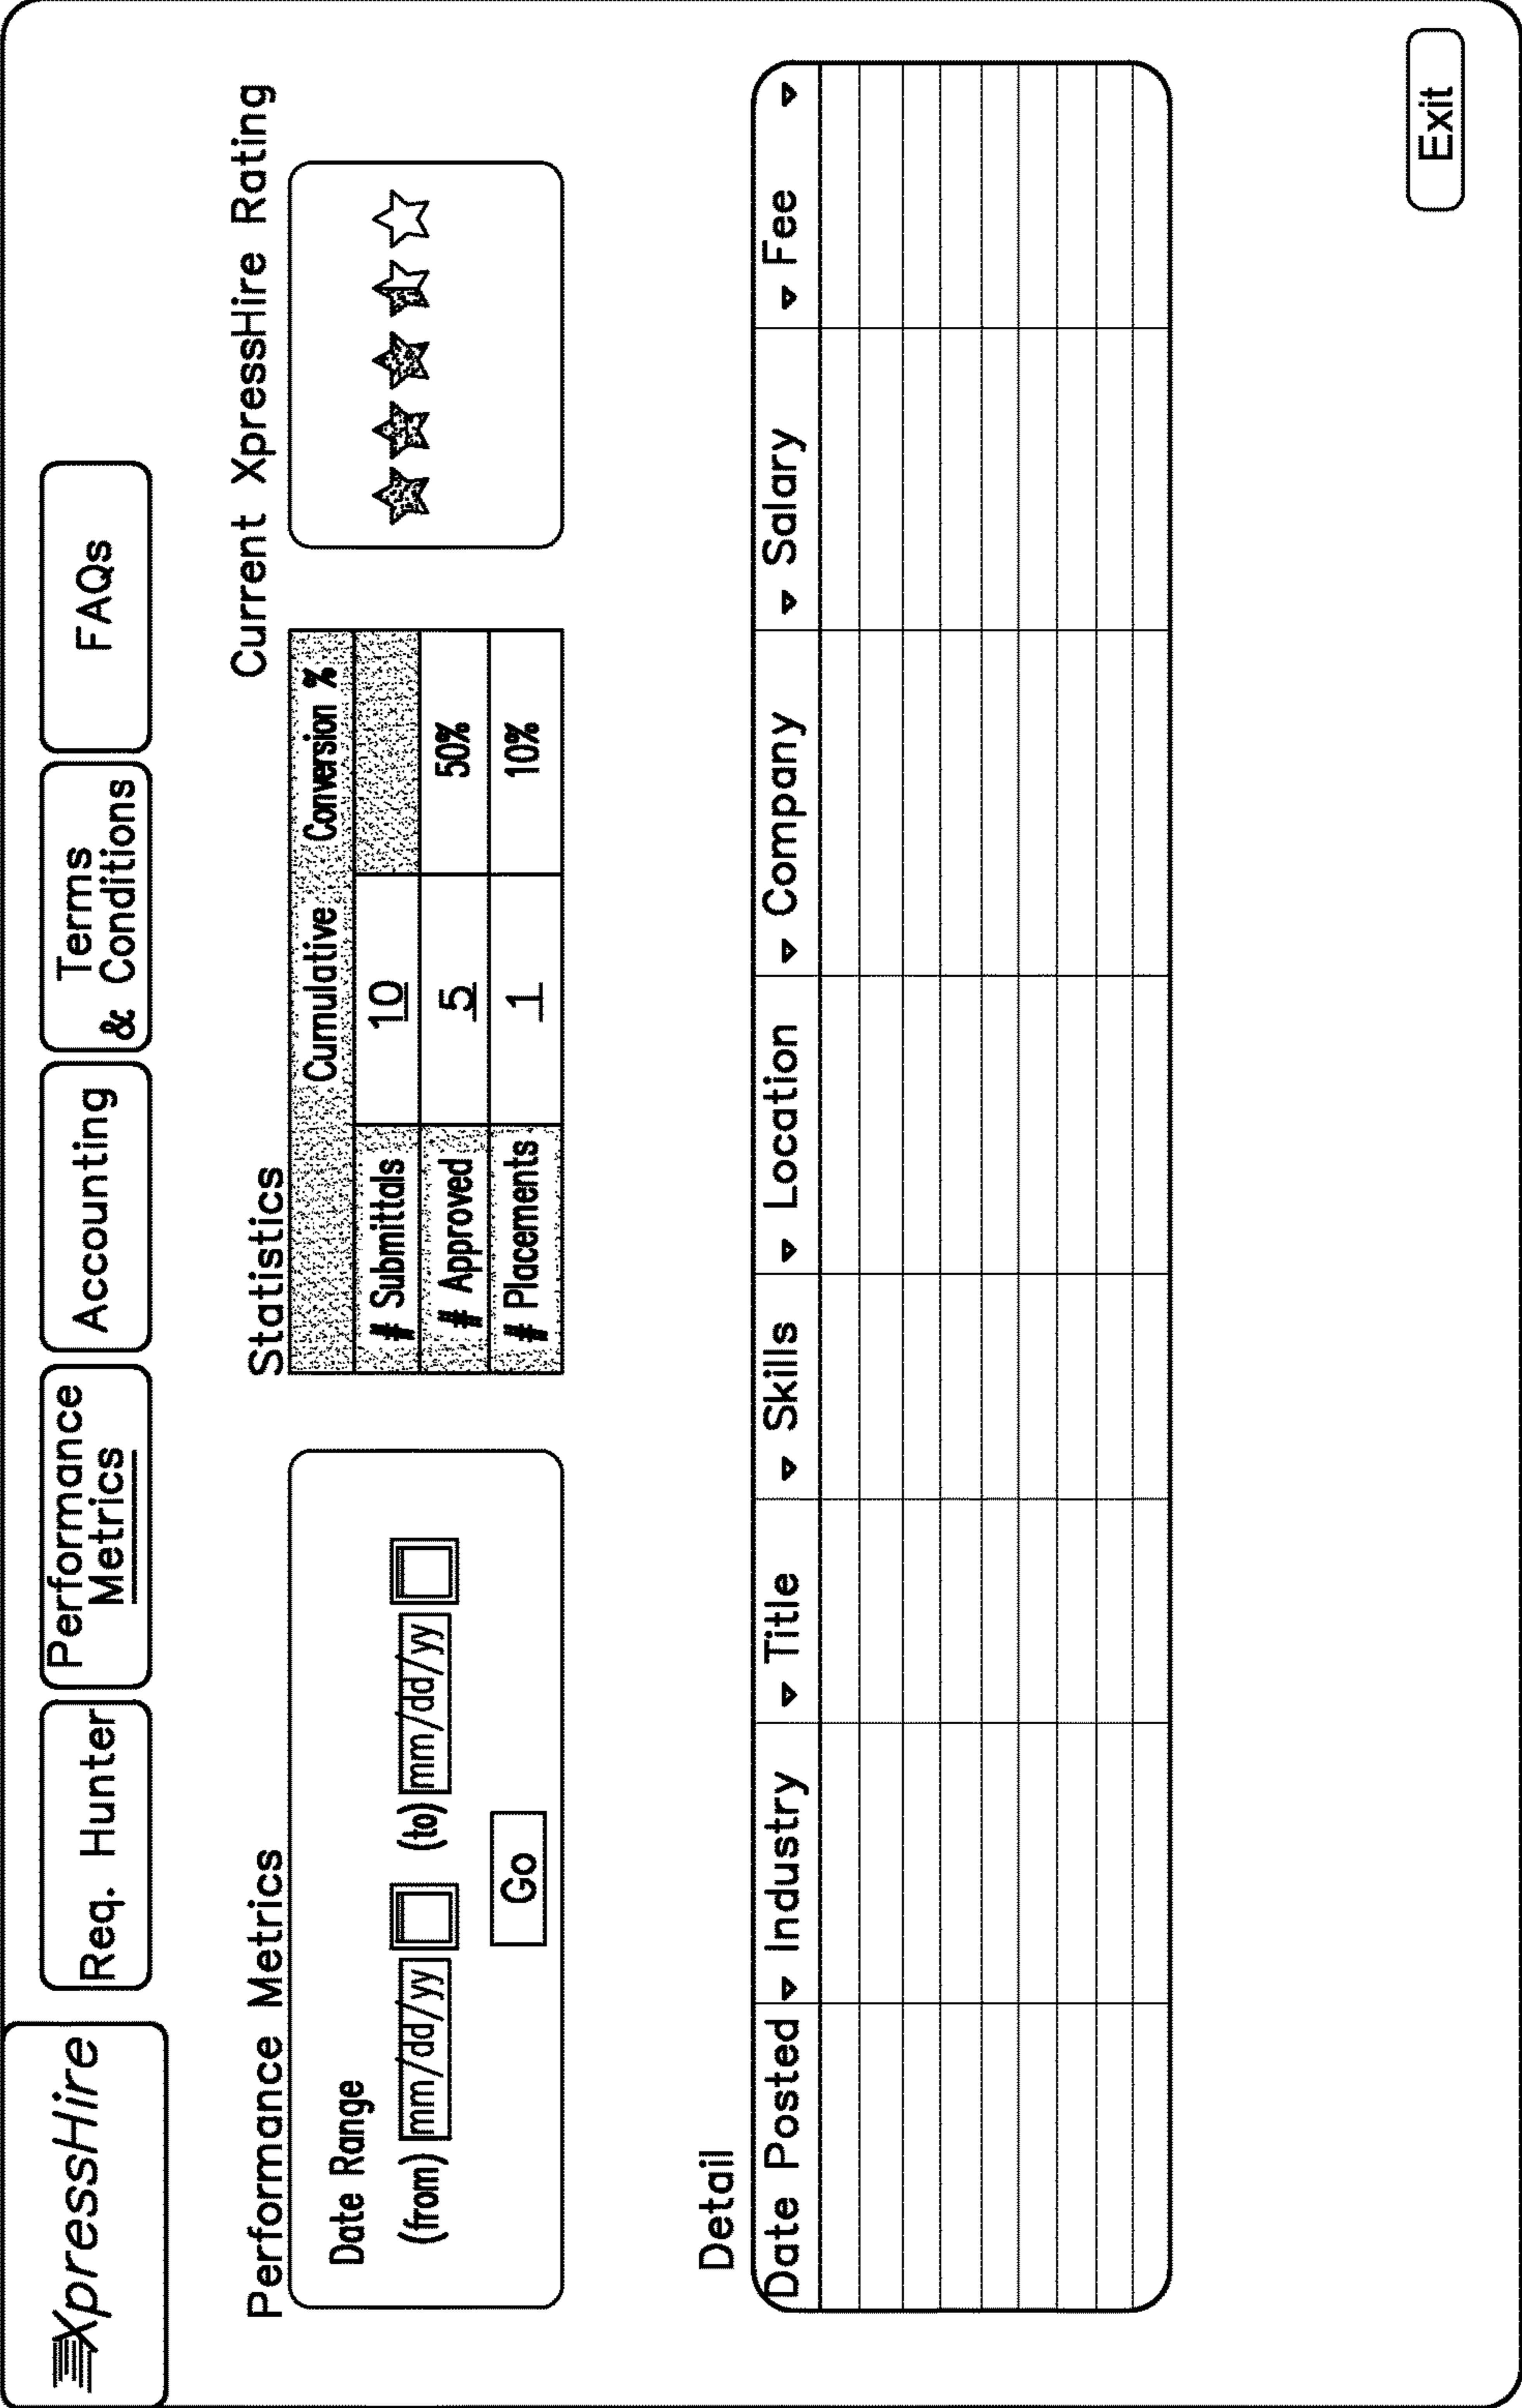 XpressHire
Req. Hunter
Performance
Metrics
Accounting
Terms
& Conditions
FAQs
Performance Metrics
Date Range
(from) mm/dd/yy (to) mm/dd/yy
Go
Statistics
Cumulative Conversion %
# Submittals 10
# Approved 5 50%
# Placements 1 10%
Current XpressHire Rating
Detail
Date Posted Industry Title Skills Location Company Salary Fee
Exit